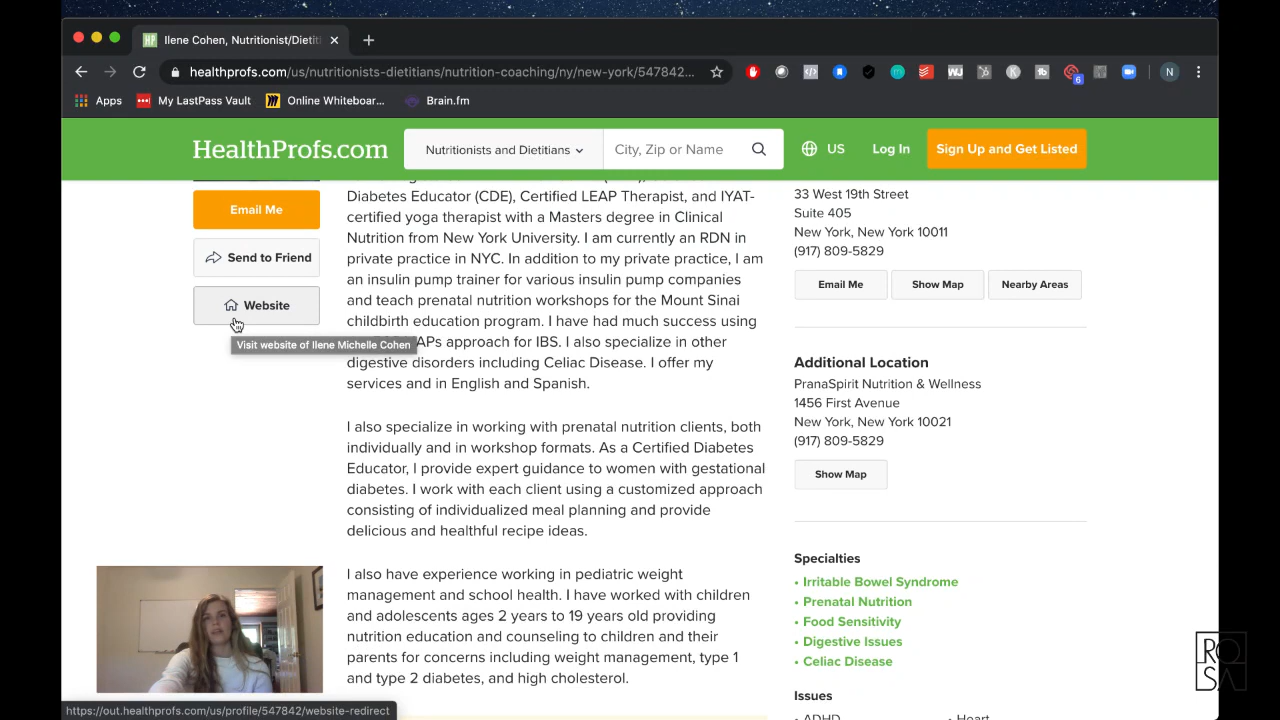 Ilene Cohen, Nutritionist/Dietiti
healthprofs.com/us/nutritionists-dietitians/nutrition-coaching/ny/new-york/547842...
6
N
Apps
My LastPass Vault
Online Whiteboar...
Brain.fm
HealthProfs.com
Nutritionists and Dietitians
City, Zip or Name
US
Log In
Sign Up and Get Listed
Email Me
Send to Friend
Website
Visit website of Ilene Michelle Cohen
Diabetes Educator (CDE), Certified LEAP Therapist, and IYAT-
certified yoga therapist with a Masters degree in Clinical
Nutrition from New York University. I am currently an RDN in
private practice in NYC. In addition to my private practice, I am
an insulin pump trainer for various insulin pump companies
and teach prenatal nutrition workshops for the Mount Sinai
childbirth education program. I have had much success using
APs approach for IBS. I also specialize in other
digestive disorders including Celiac Disease. I offer my
services and in English and Spanish.
I also specialize in working with prenatal nutrition clients, both
individually and in workshop formats. As a Certified Diabetes
Educator, I provide expert guidance to women with gestational
diabetes. I work with each client using a customized approach
consisting of individualized meal planning and provide
delicious and healthful recipe ideas.
I also have experience working in pediatric weight
management and school health. I have worked with children
and adolescents ages 2 years to 19 years old providing
nutrition education and counseling to children and their
parents for concerns including weight management, type 1
and type 2 diabetes, and high cholesterol.
33 West 19th Street
Suite 405
New York, New York 10011
(917) 809-5829
Email Me
Show Map
Nearby Areas
Additional Location
PranaSpirit Nutrition & Wellness
1456 First Avenue
New York, New York 10021
(917) 809-5829
Show Map
Specialties
• Irritable Bowel Syndrome
• Prenatal Nutrition
• Food Sensitivity
• Digestive Issues
• Celiac Disease
Issues
• ADHD
• Heart
https://out.healthprofs.com/us/profile/547842/website-redirect
RO
SA